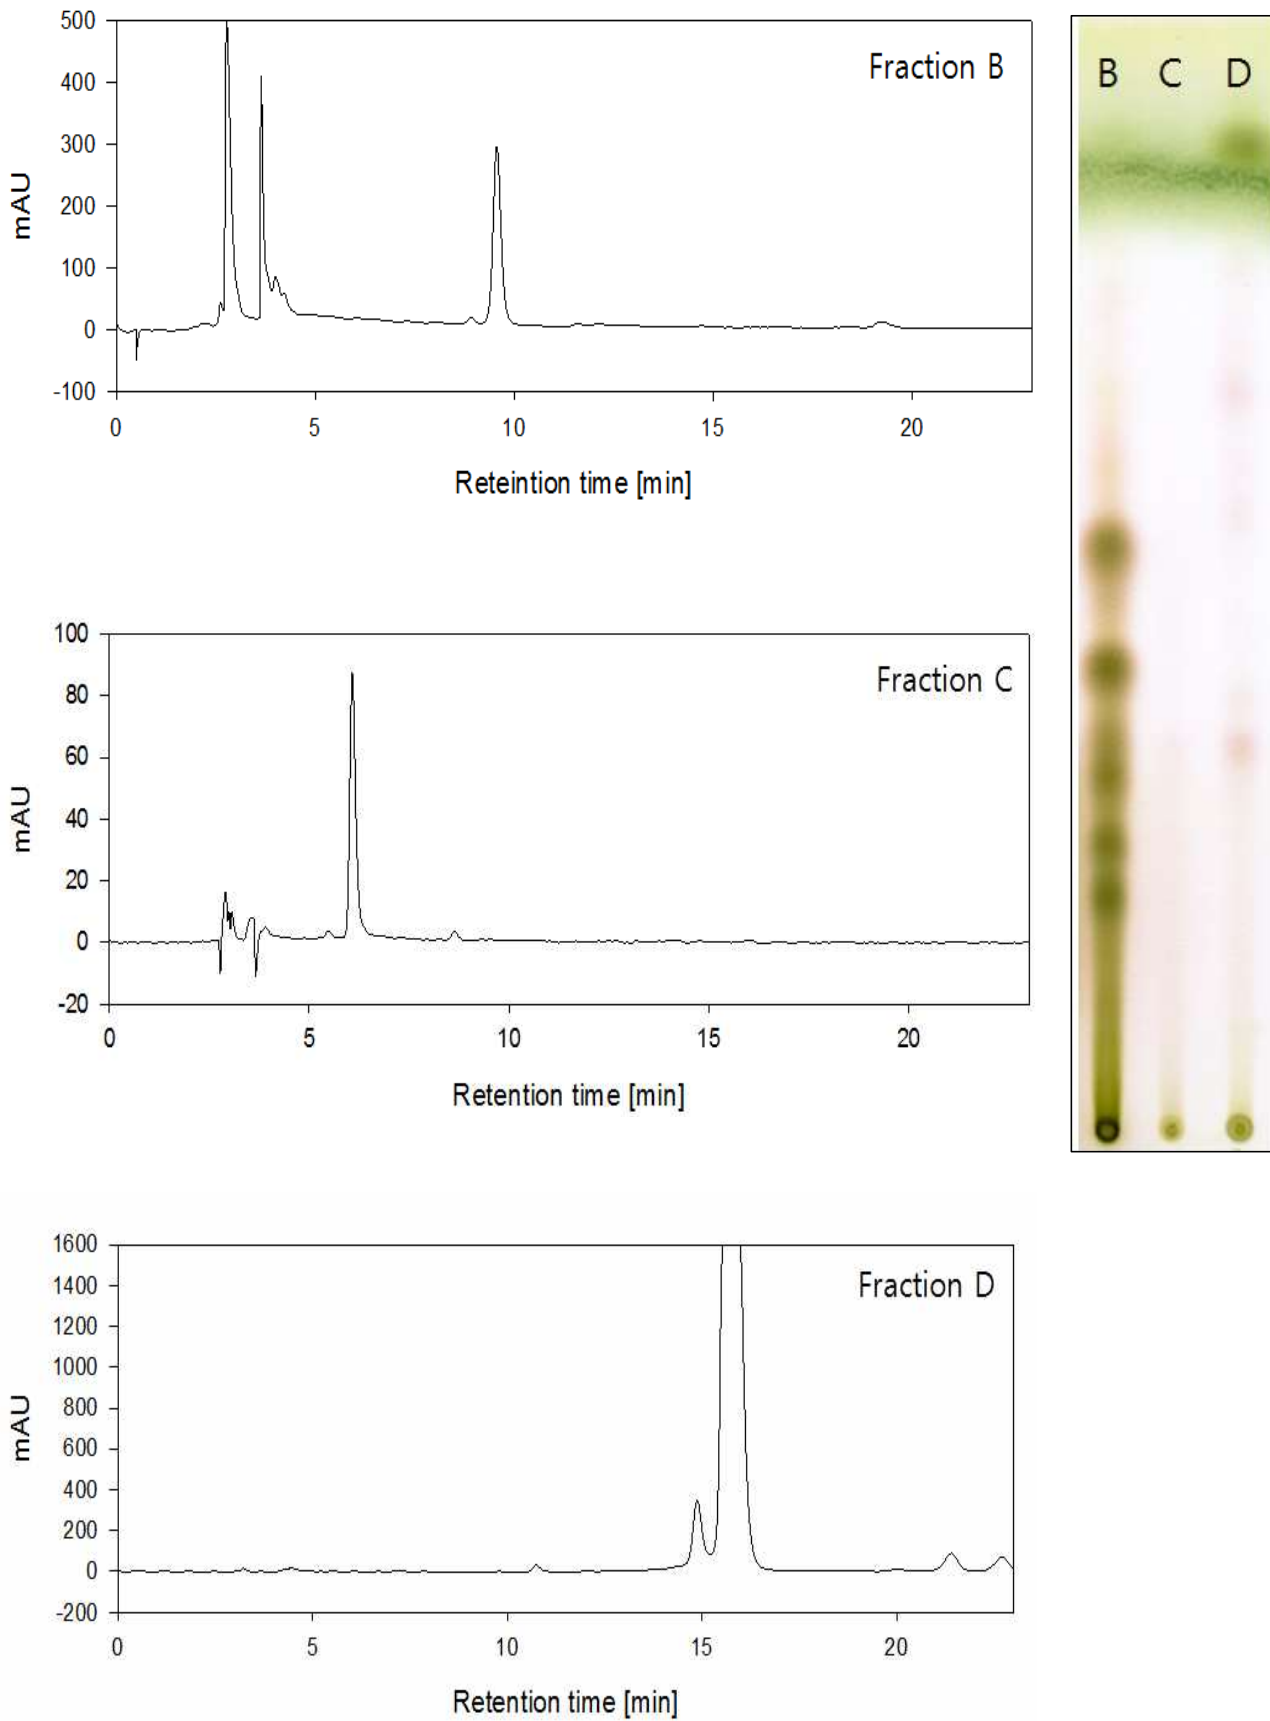 500
400
300
200
100
0
-100
mAU
Fraction B
0 5 10 15 20
Reteintion time [min]
B C D
100
80
60
40
20
0
-20
mAU
Fraction C
0 5 10 15 20
Retention time [min]
1600
1400
1200
1000
800
600
400
200
0
-200
mAU
Fraction D
0 5 10 15 20
Retention time [min]